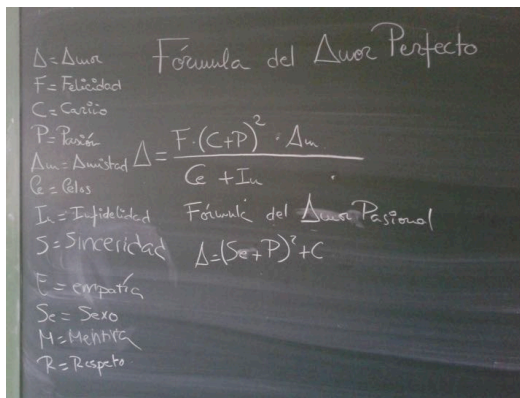 Fórmula del Δmor Perfecto
Δ = Δmor
F = Felicidad
C = Cariño
P = Pasión
Δm = Δmistad
Ce = Celos
In = Infidelidad
S = Sinceridad
E = empatía
Se = Sexo
M = Mentira
R = Respeto
Δ = F·(C+P)² · Δm / Ce + In
Fórmula del Δmor Pasional
Δ=(Se+P)²+C